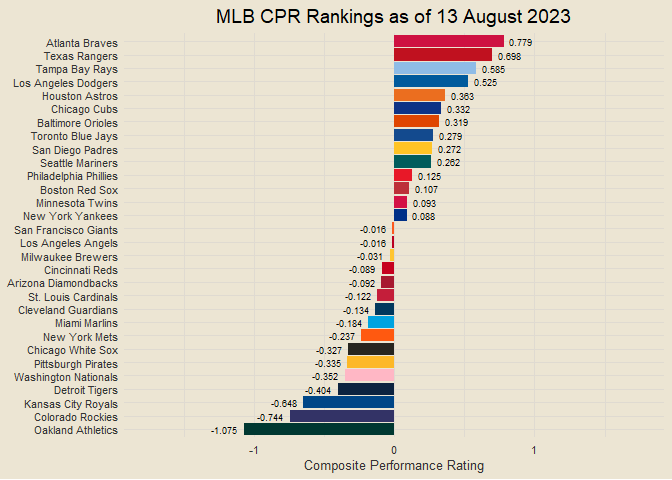 MLB CPR Rankings as of 13 August 2023
Atlanta Braves 0.779
Texas Rangers 0.698
Tampa Bay Rays 0.585
Los Angeles Dodgers 0.525
Houston Astros 0.363
Chicago Cubs 0.332
Baltimore Orioles 0.319
Toronto Blue Jays 0.279
San Diego Padres 0.272
Seattle Mariners 0.262
Philadelphia Phillies 0.125
Boston Red Sox 0.107
Minnesota Twins 0.093
New York Yankees 0.088
San Francisco Giants -0.016
Los Angeles Angels -0.016
Milwaukee Brewers -0.031
Cincinnati Reds -0.089
Arizona Diamondbacks -0.092
St. Louis Cardinals -0.122
Cleveland Guardians -0.134
Miami Marlins -0.184
New York Mets -0.237
Chicago White Sox -0.327
Pittsburgh Pirates -0.335
Washington Nationals -0.352
Detroit Tigers -0.404
Kansas City Royals -0.648
Colorado Rockies -0.744
Oakland Athletics -1.075
-1 0 1
Composite Performance Rating